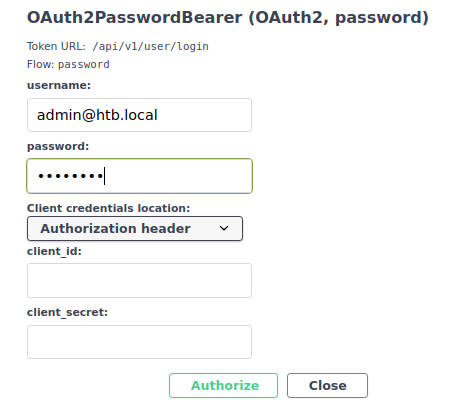 OAuth2PasswordBearer (OAuth2, password)
Token URL: /api/v1/user/login
Flow: password
username:
admin@htb.local
password:
••••••••
Client credentials location:
Authorization header
client_id:
client_secret:
Authorize Close